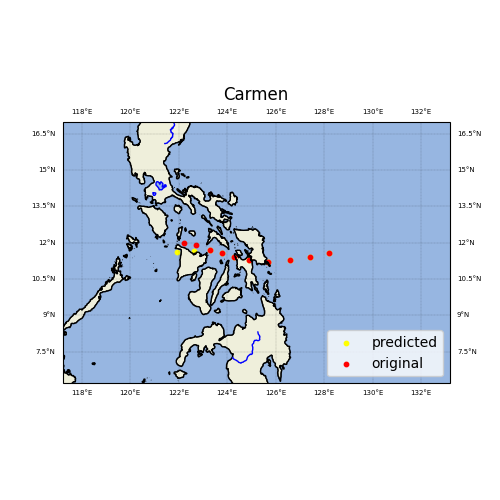 Carmen
118°E 120°E 122°E 124°E 126°E 128°E 130°E 132°E
16.5°N 16.5°N
15°N 15°N
13.5°N 13.5°N
12°N 12°N
10.5°N 10.5°N
9°N 9°N
predicted
7.5°N 7.5°N
original
118°E 120°E 122°E 124°E 126°E 128°E 130°E 132°E